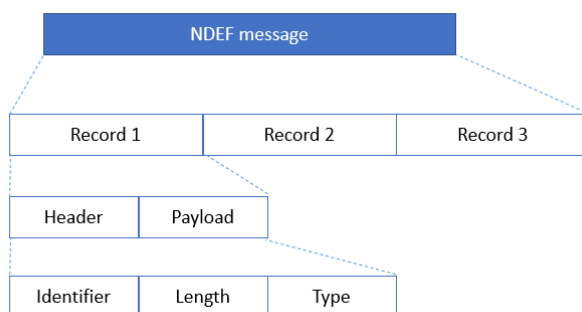 NDEF message
Record 1 Record 2 Record 3
Header Payload
Identifier Length Type